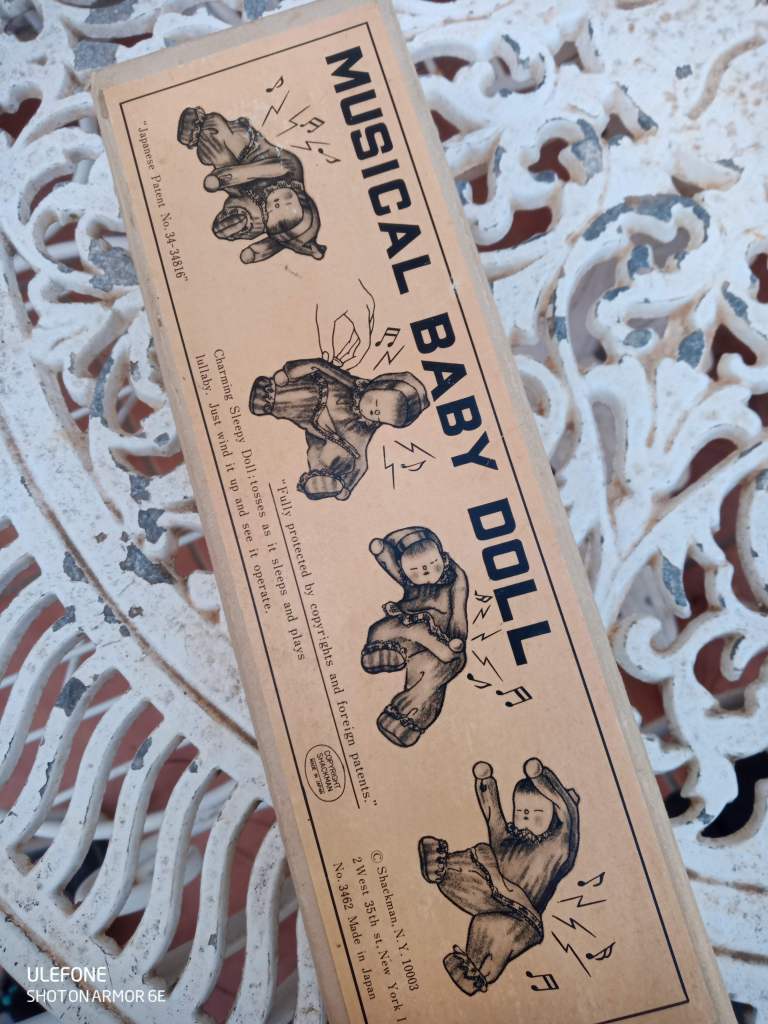 MUSICAL BABY DOLL
"Japanese Patent No. 34-34816"
Charming Sleepy Doll; tosses as it sleeps and plays
lullaby. Just wind it up and see it operate.
"Fully protected by copyrights and foreign patents."
COPYRIGHT
SHACKMAN
MADE IN JAPAN
© Shackman. N. Y. 10003
2 West 35th st. New York 1
No. 3462 Made in Japan
ULEFONE
SHOT ON ARMOR 6E